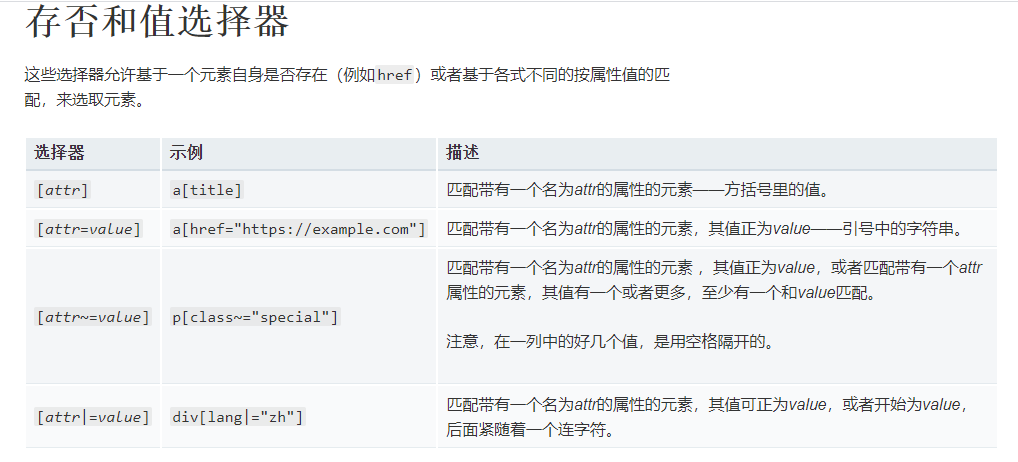 存否和值选择器
这些选择器允许基于一个元素自身是否存在（例如href）或者基于各式不同的按属性值的匹
配，来选取元素。
选择器 示例 描述
[attr] a[title] 匹配带有一个名为attr的属性的元素——方括号里的值。
[attr=value] a[href="https://example.com"] 匹配带有一个名为attr的属性的元素，其值正为value——引号中的字符串。
[attr~=value] p[class~="special"] 匹配带有一个名为attr的属性的元素 ，其值正为value，或者匹配带有一个attr
属性的元素，其值有一个或者更多，至少有一个和value匹配。
注意，在一列中的好几个值，是用空格隔开的。
[attr|=value] div[lang|="zh"] 匹配带有一个名为attr的属性的元素，其值可正为value，或者开始为value，
后面紧随着一个连字符。